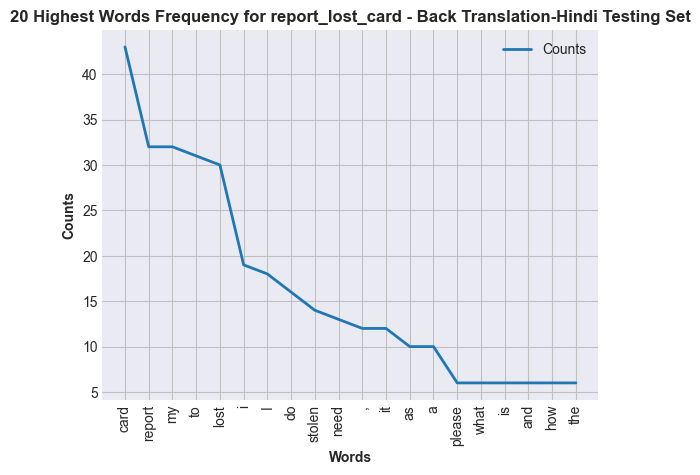 20 Highest Words Frequency for report_lost_card - Back Translation-Hindi Testing Set
Counts
Counts
40
35
30
25
20
15
10
5
card
report
my
to
lost
i
I
do
stolen
need
,
it
as
a
please
what
is
and
how
the
Words